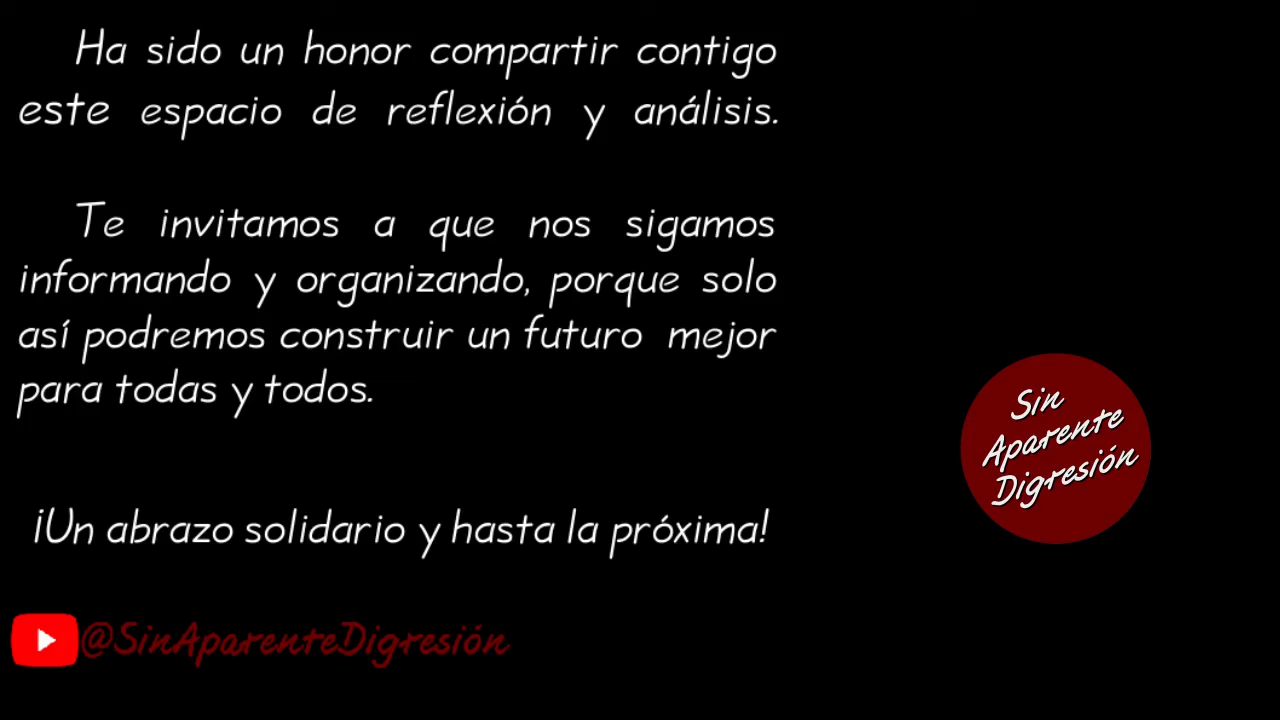 Ha sido un honor compartir contigo
este espacio de reflexión y análisis.
Te invitamos a que nos sigamos
informando y organizando, porque solo
así podremos construir un futuro mejor
para todas y todos.
¡Un abrazo solidario y hasta la próxima!
@SinAparenteDigresión
Sin
Aparente
Digresión